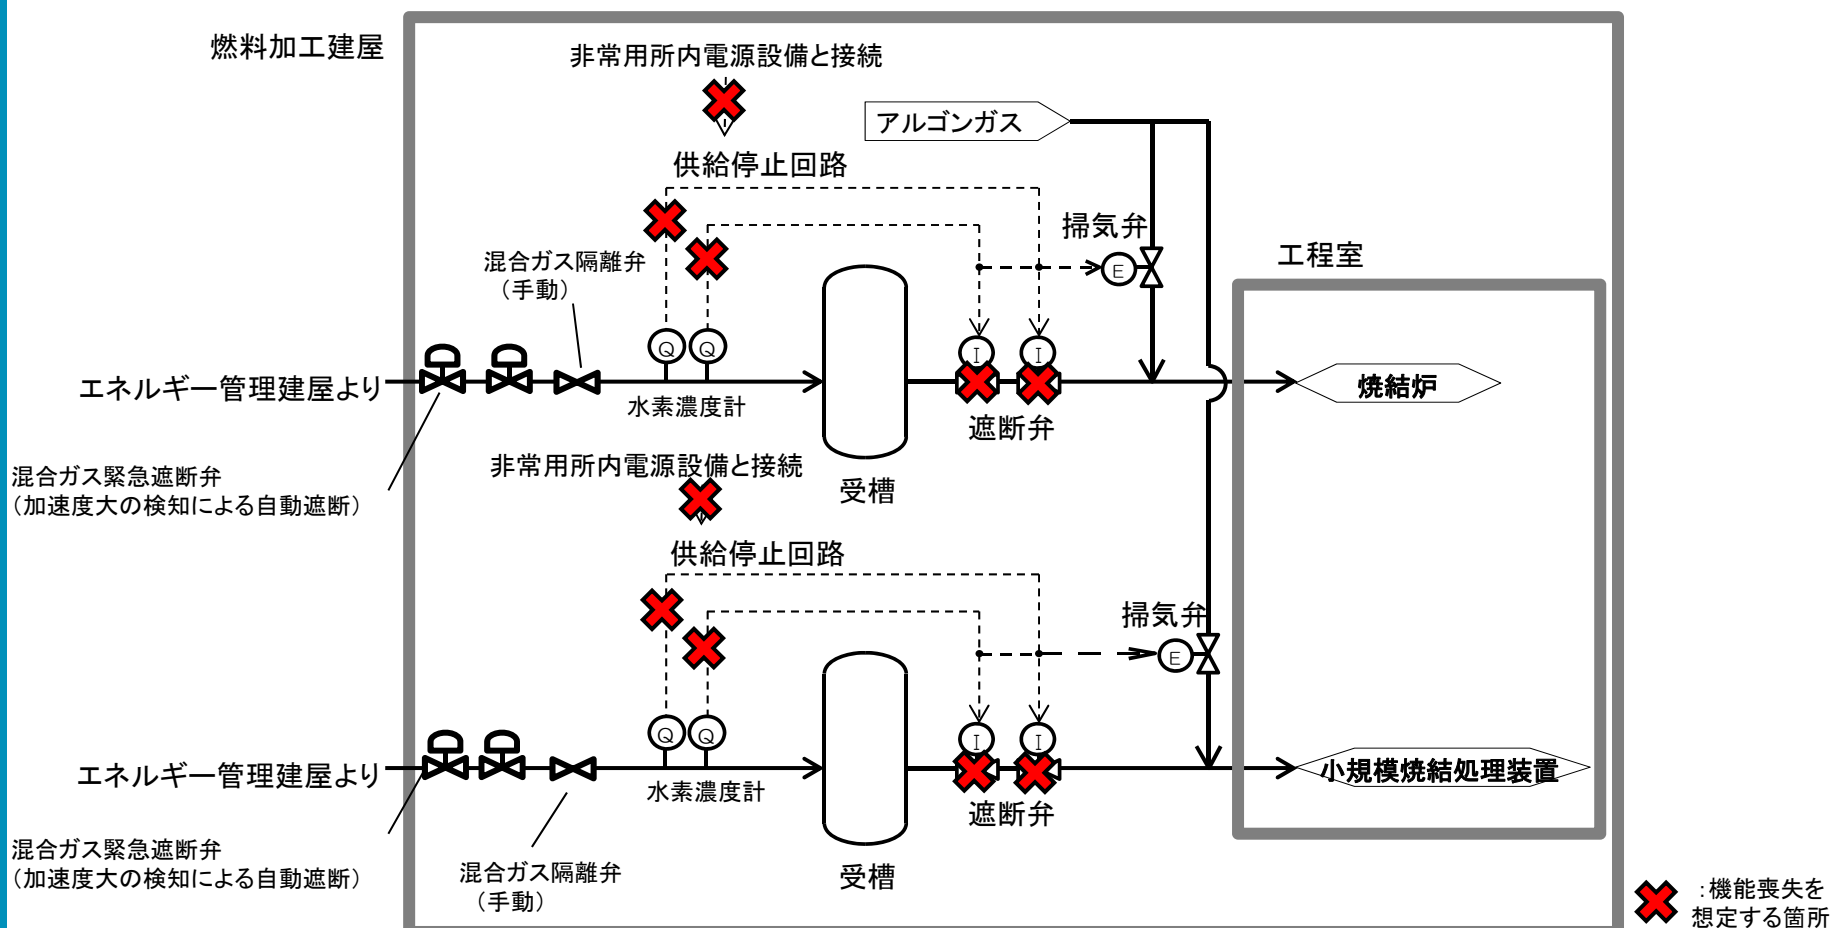 燃料加工建屋
非常用所内電源設備と接続
アルゴンガス
供給停止回路
掃気弁
混合ガス隔離弁
（手動）
工程室
E
Q
Q
I
I
エネルギー管理建屋より
焼結炉
水素濃度計
遮断弁
混合ガス緊急遮断弁
（加速度大の検知による自動遮断）
非常用所内電源設備と接続
受槽
供給停止回路
掃気弁
E
Q
Q
I
I
エネルギー管理建屋より
小規模焼結処理装置
水素濃度計
遮断弁
混合ガス緊急遮断弁
（加速度大の検知による自動遮断）
混合ガス隔離弁
（手動）
受槽
：機能喪失を
想定する箇所